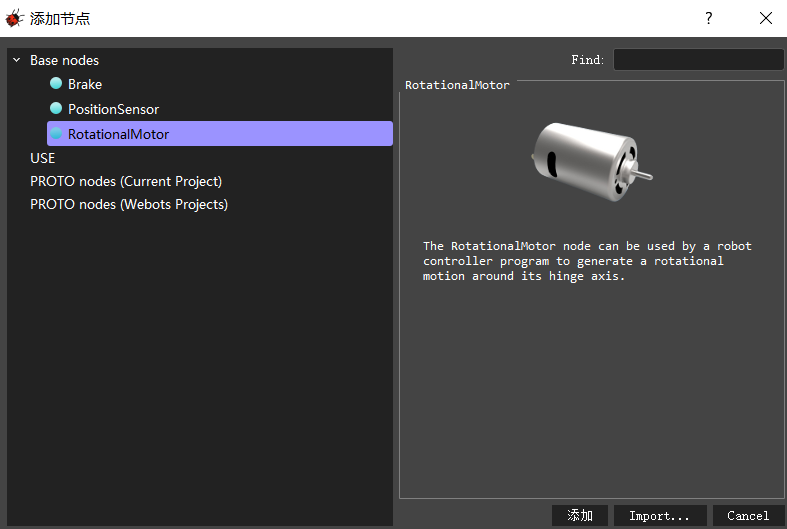 添加节点
?
Base nodes
Brake
PositionSensor
RotationalMotor
USE
PROTO nodes (Current Project)
PROTO nodes (Webots Projects)
Find:
RotationalMotor
The RotationalMotor node can be used by a robot
controller program to generate a rotational
motion around its hinge axis.
添加
Import...
Cancel